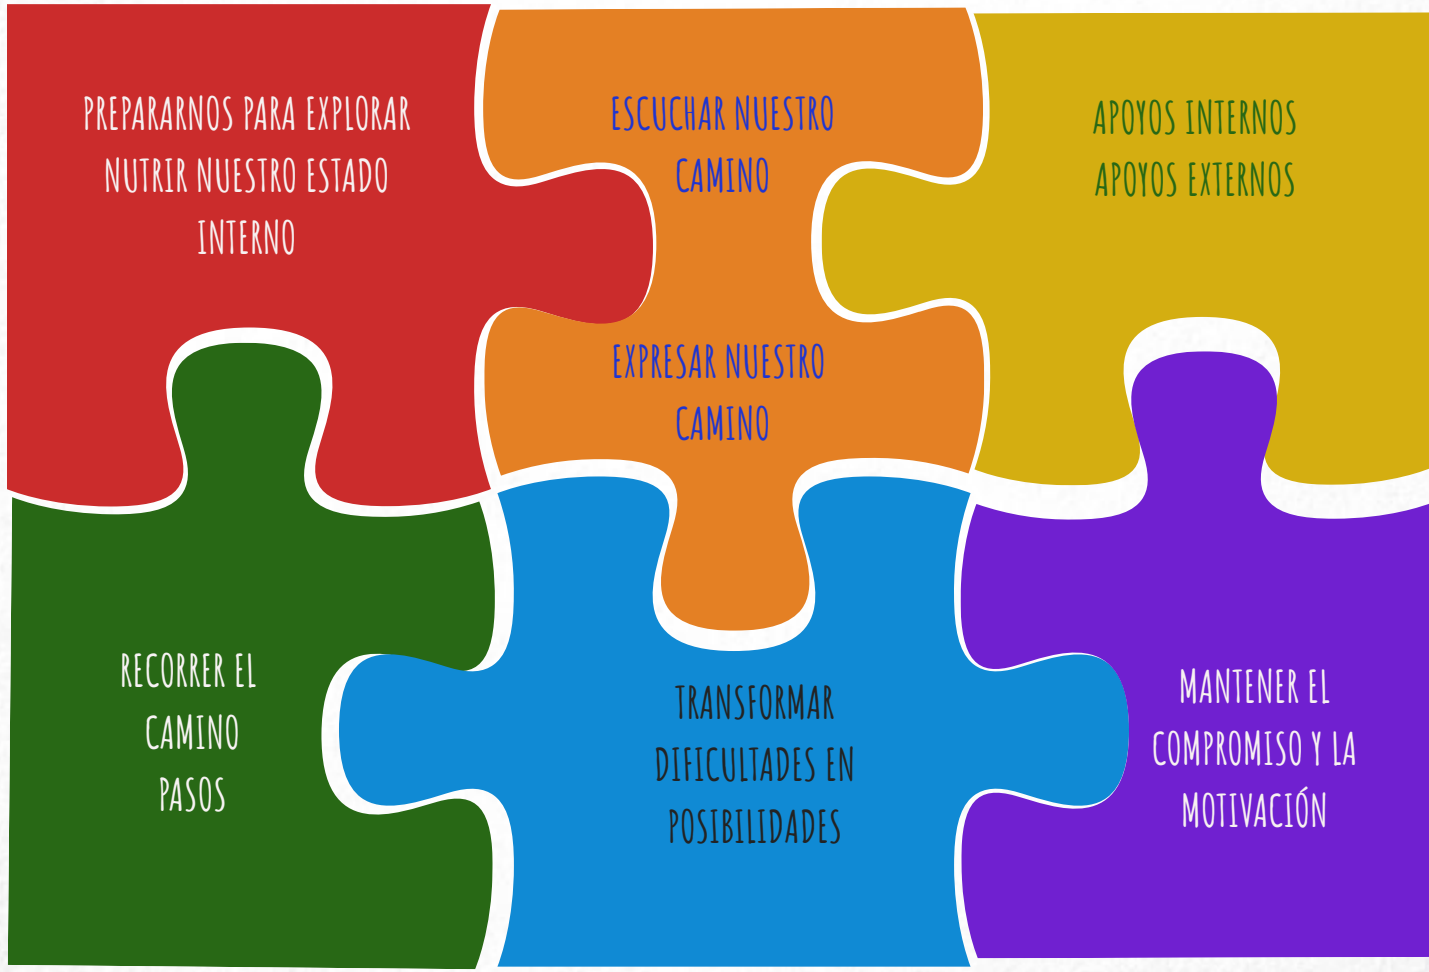 PREPARARNOS PARA EXPLORAR
NUTRIR NUESTRO ESTADO
INTERNO
ESCUCHAR NUESTRO
CAMINO
EXPRESAR NUESTRO
CAMINO
APOYOS INTERNOS
APOYOS EXTERNOS
RECORRER EL
CAMINO
PASOS
TRANSFORMAR
DIFICULTADES EN
POSIBILIDADES
MANTENER EL
COMPROMISO Y LA
MOTIVACIÓN